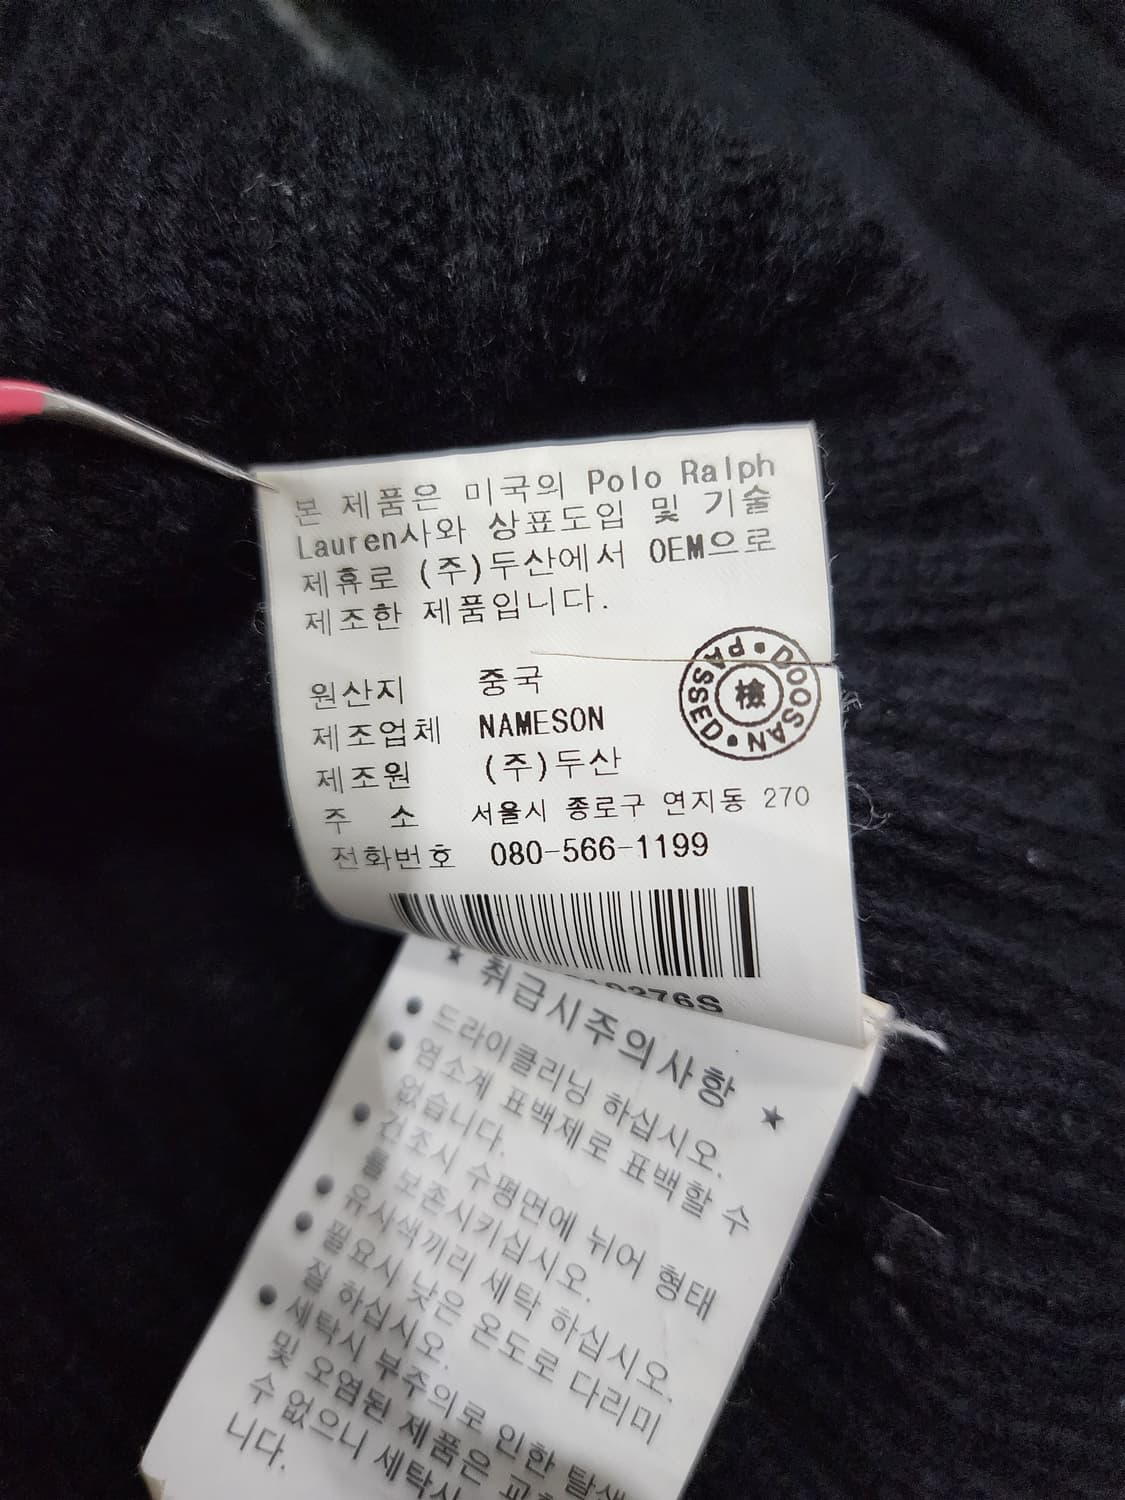 본 제품은 미국의 Polo Ralph
Lauren사와 상표도입 및 기술
제휴로 (주)두산에서 OEM으로
제조한 제품입니다.
원산지 중국
제조업체 NAMESON
제조원 (주)두산
주 소 서울시 종로구 연지동 270
전화번호 080-566-1199
DOOSAN • PASSED •
檢
376S
★ 취급시주의사항 ★
● 드라이클리닝 하십시오.
● 염소계 표백제로 표백할 수
없습니다.
● 건조시 수평면에 뉘어 형태
를 보존시키십시오.
● 유사색끼리 세탁 하십시오.
● 필요시 낮은 온도로 다리미
질 하십시오.
● 세탁시 부주의로 인한 탈색
및 오염된 제품은
수 없으니 세탁시
니다.